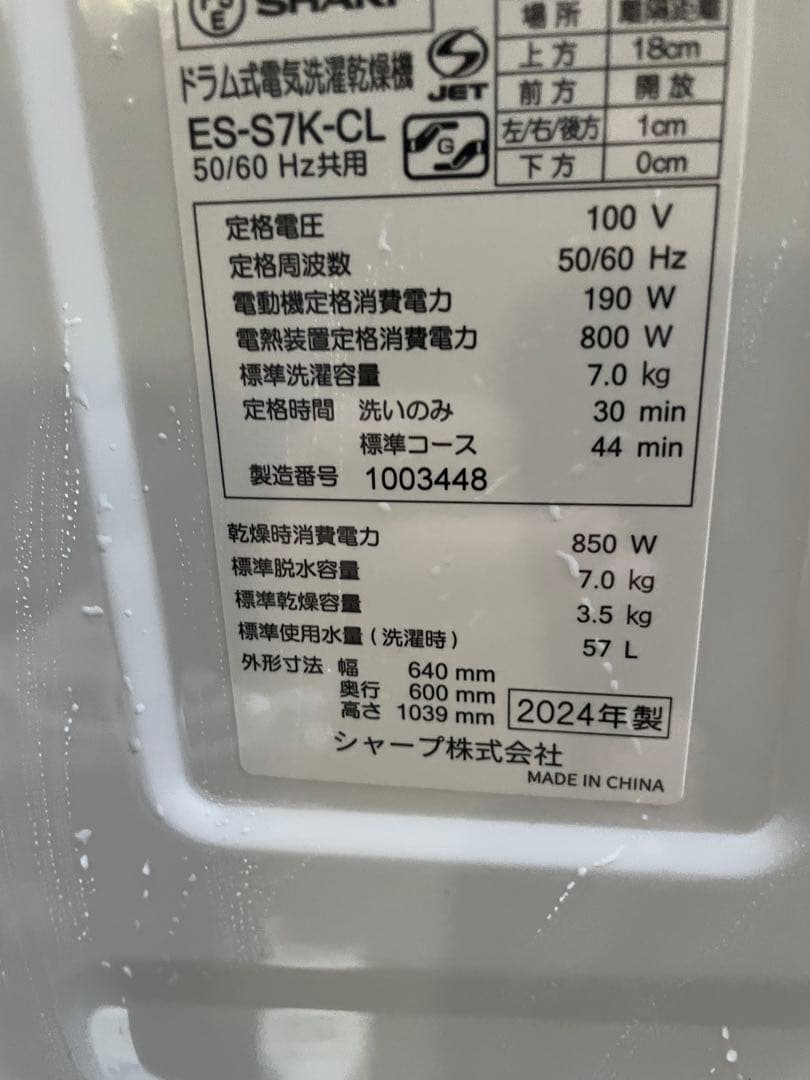 PSE SHARP
場所 離隔距離
上方 18cm
前方 開放
左/右/後方 1cm
下方 0cm
ドラム式電気洗濯乾燥機
JET
ES-S7K-CL
G
50/60 Hz共用
定格電圧 100 V
定格周波数 50/60 Hz
電動機定格消費電力 190 W
電熱装置定格消費電力 800 W
標準洗濯容量 7.0 kg
定格時間 洗いのみ 30 min
標準コース 44 min
製造番号 1003448
乾燥時消費電力 850 W
標準脱水容量 7.0 kg
標準乾燥容量 3.5 kg
標準使用水量(洗濯時) 57 L
外形寸法 幅 640 mm
奥行 600 mm
高さ 1039 mm
2024年製
シャープ株式会社
MADE IN CHINA